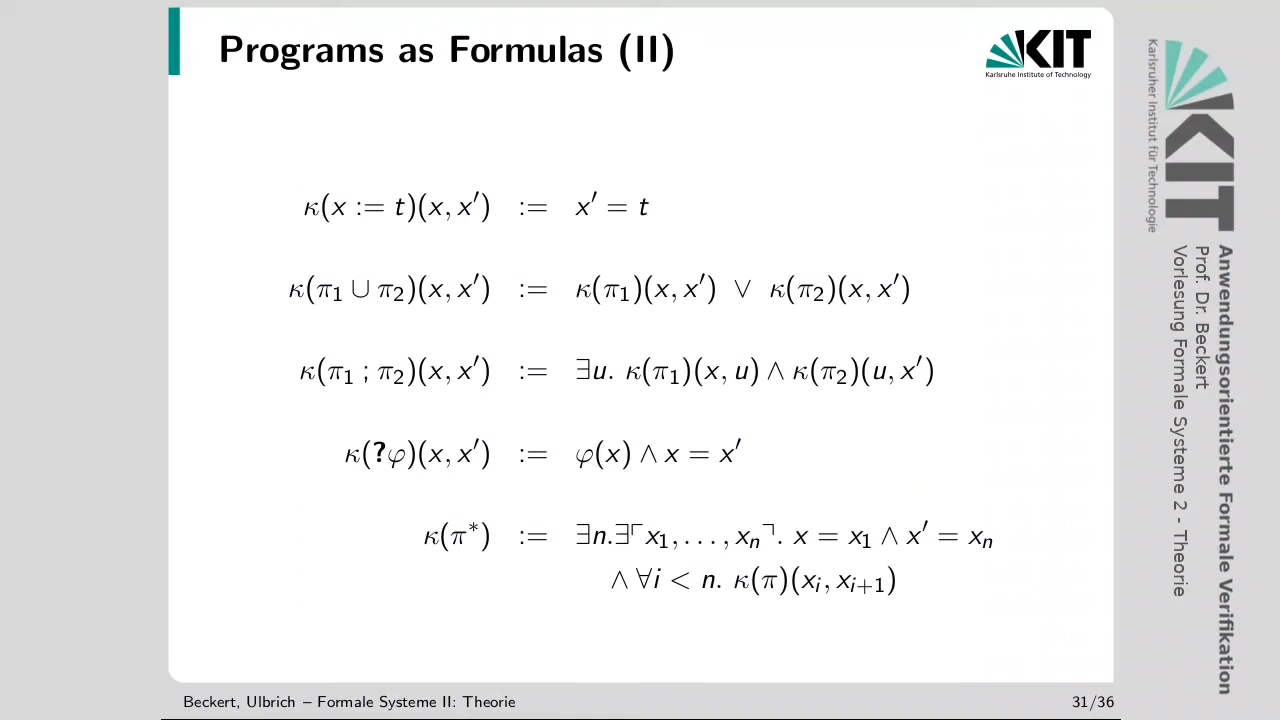 Programs as Formulas (II)
KIT
Karlsruhe Institute of Technology
κ(x := t)(x, x′) := x′ = t
κ(π₁ ∪ π₂)(x, x′) := κ(π₁)(x, x′) ∨ κ(π₂)(x, x′)
κ(π₁ ; π₂)(x, x′) := ∃u. κ(π₁)(x, u) ∧ κ(π₂)(u, x′)
κ(?φ)(x, x′) := φ(x) ∧ x = x′
κ(π*) := ∃n.∃⌜x₁, . . . , xₙ⌝. x = x₁ ∧ x′ = xₙ
∧ ∀i < n. κ(π)(xᵢ, xᵢ₊₁)
Beckert, Ulbrich – Formale Systeme II: Theorie
31/36
KIT
Karlsruher Institut für Technologie
Anwendungsorientierte Formale Verifikation
Prof. Dr. Beckert
Vorlesung Formale Systeme 2 - Theorie